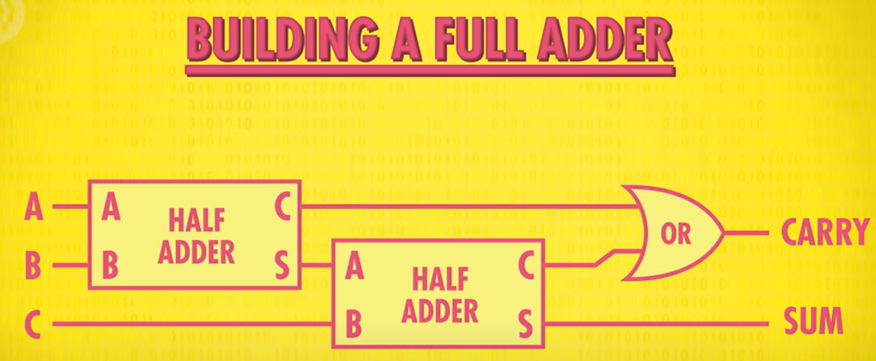 BUILDING A FULL ADDER
A
A
HALF
ADDER
C
B
B
S
A
HALF
ADDER
C
OR
CARRY
C
B
S
SUM